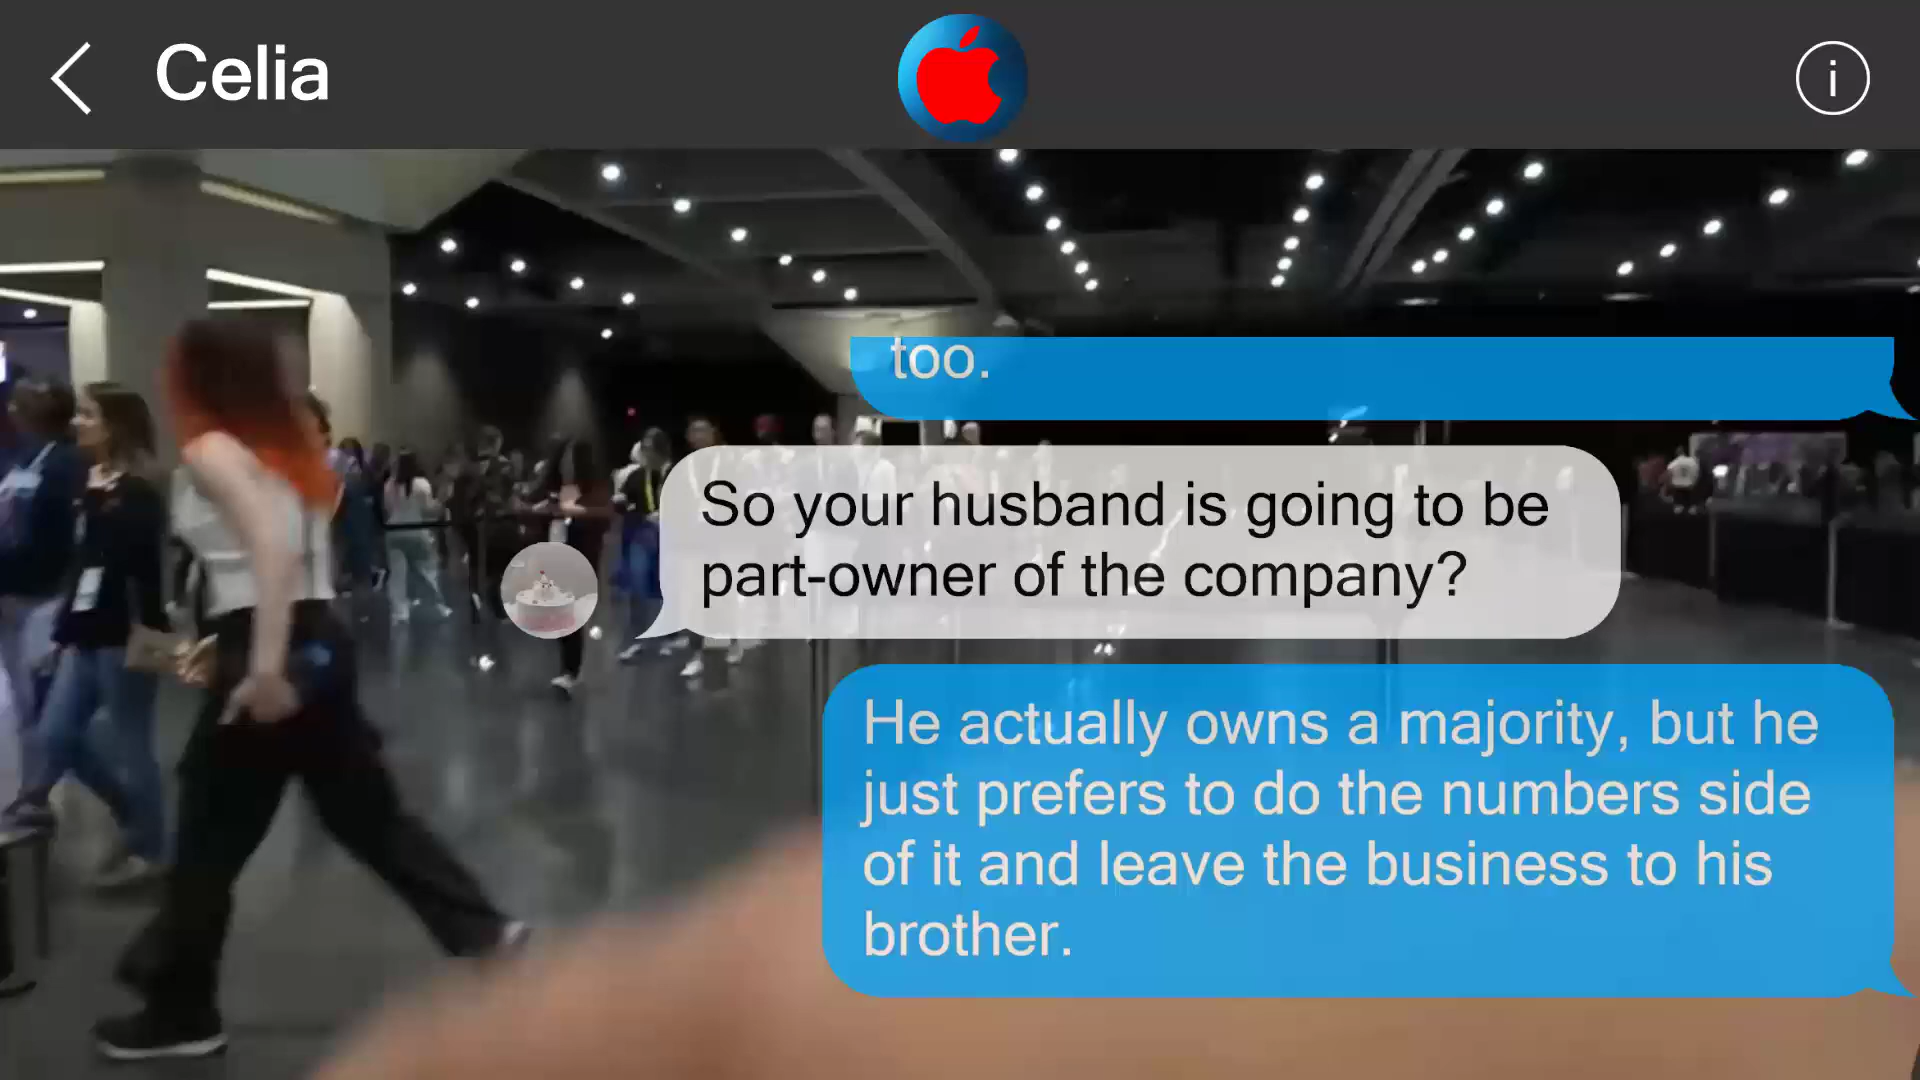 Celia
i
too.
So your husband is going to be
part-owner of the company?
He actually owns a majority, but he
just prefers to do the numbers side
of it and leave the business to his
brother.